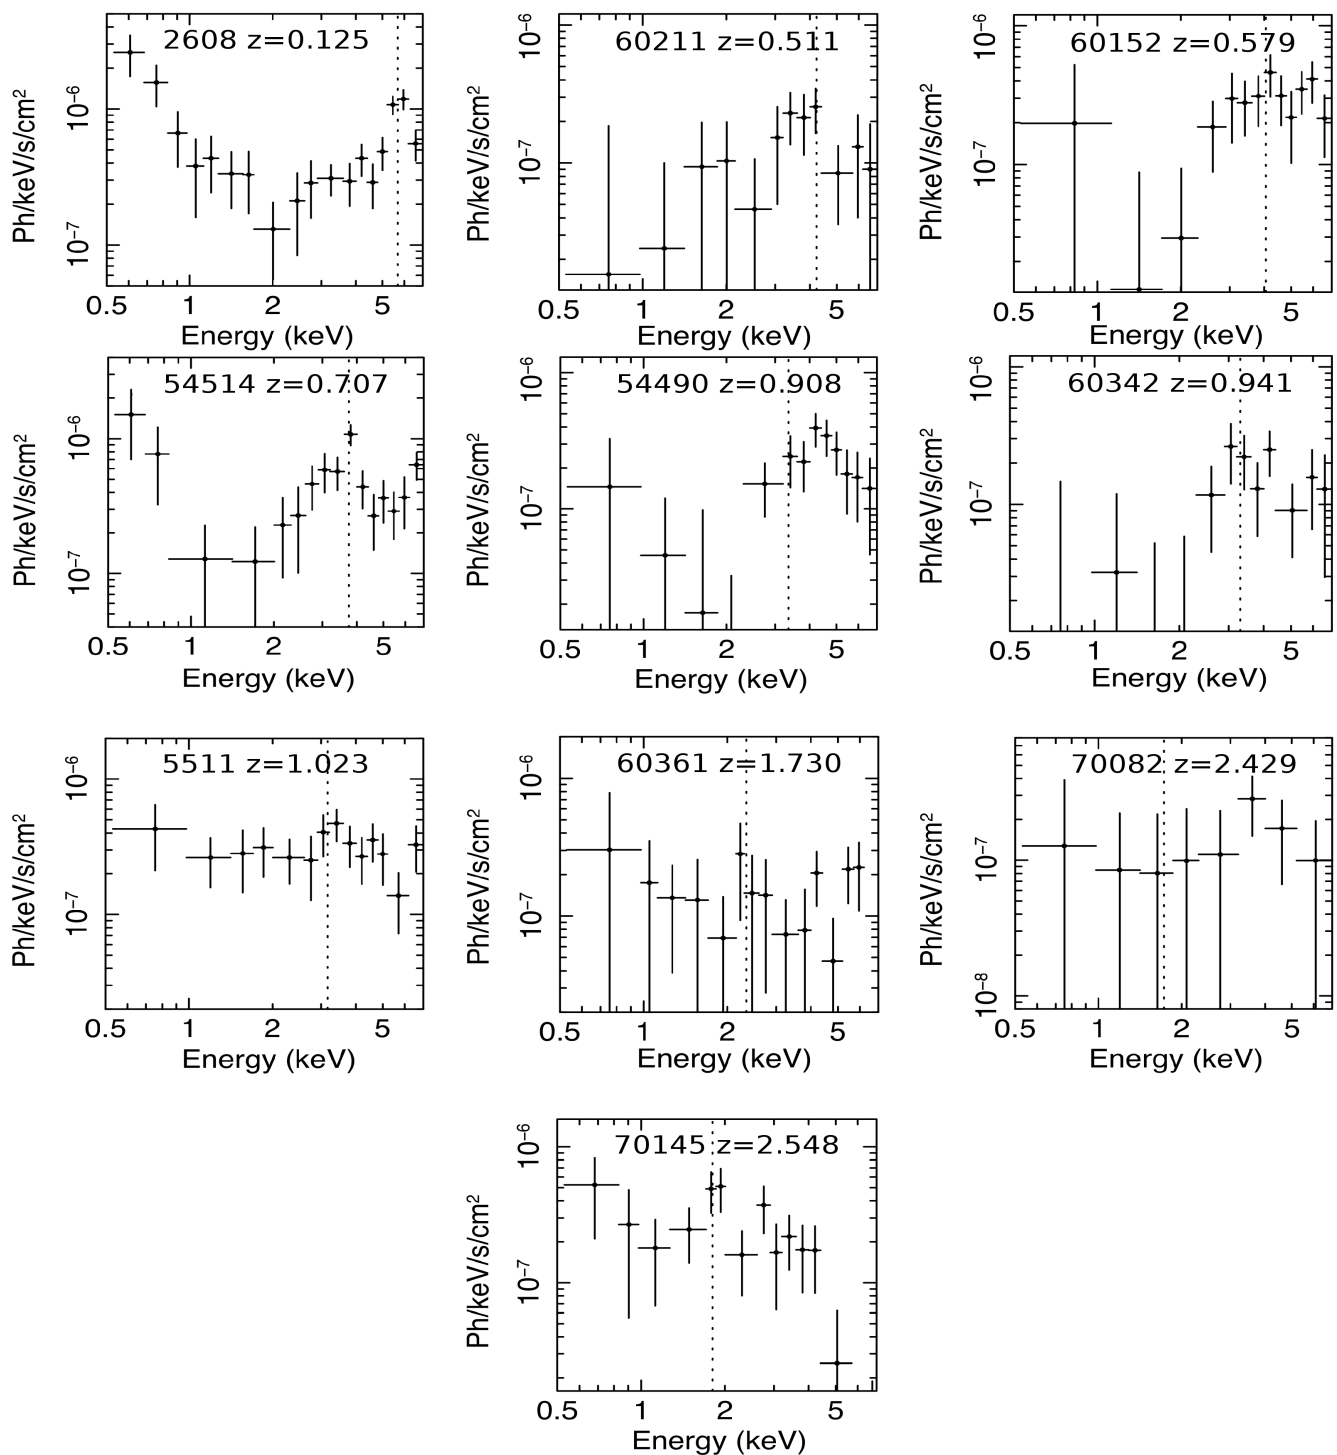 2608 z=0.125
Ph/keV/s/cm²
10⁻⁶
10⁻⁷
0.5 1 2 5
Energy (keV)
60211 z=0.511
Ph/keV/s/cm²
10⁻⁶
10⁻⁷
0.5 1 2 5
Energy (keV)
60152 z=0.579
Ph/keV/s/cm²
10⁻⁶
10⁻⁷
0.5 1 2 5
Energy (keV)
54514 z=0.707
Ph/keV/s/cm²
10⁻⁶
10⁻⁷
0.5 1 2 5
Energy (keV)
54490 z=0.908
Ph/keV/s/cm²
10⁻⁶
10⁻⁷
0.5 1 2 5
Energy (keV)
60342 z=0.941
Ph/keV/s/cm²
10⁻⁶
10⁻⁷
0.5 1 2 5
Energy (keV)
5511 z=1.023
Ph/keV/s/cm²
10⁻⁶
10⁻⁷
0.5 1 2 5
Energy (keV)
60361 z=1.730
Ph/keV/s/cm²
10⁻⁶
10⁻⁷
0.5 1 2 5
Energy (keV)
70082 z=2.429
Ph/keV/s/cm²
10⁻⁷
10⁻⁸
0.5 1 2 5
Energy (keV)
70145 z=2.548
Ph/keV/s/cm²
10⁻⁶
10⁻⁷
0.5 1 2 5
Energy (keV)